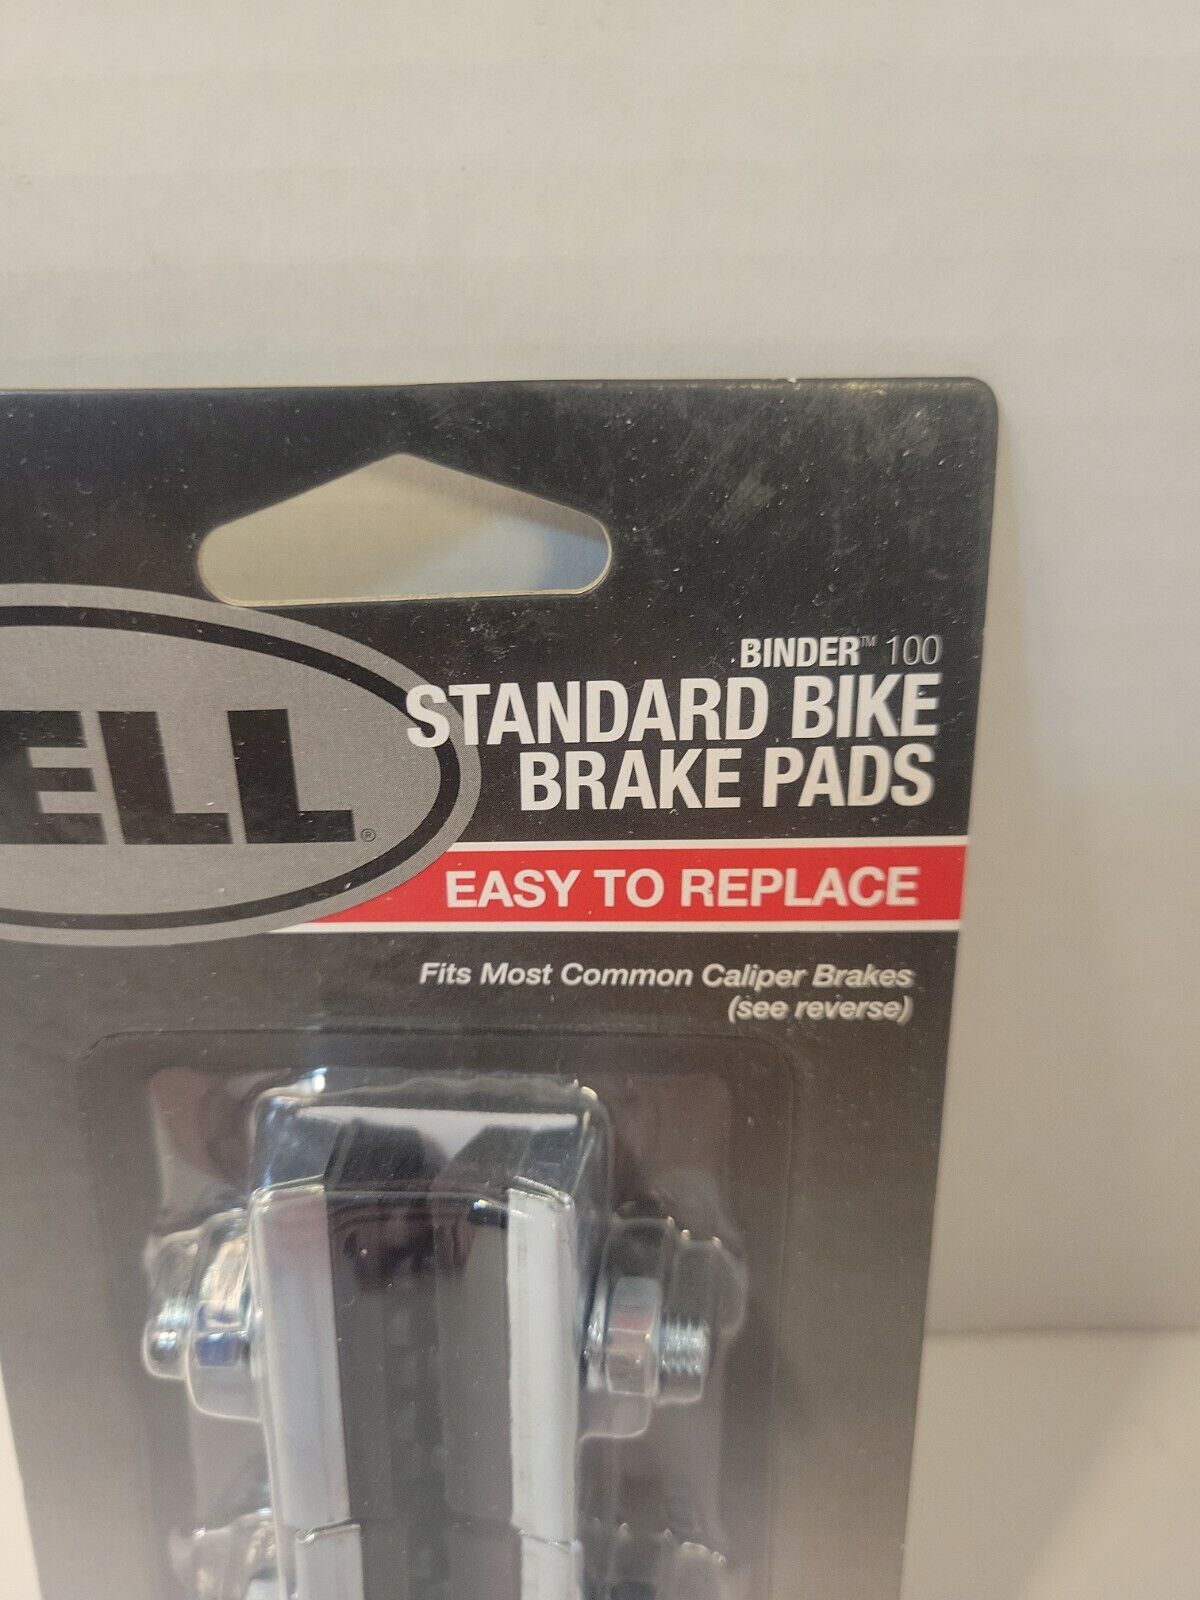 BINDER™ 100
STANDARD BIKE
BRAKE PADS
ELL®
EASY TO REPLACE
Fits Most Common Caliper Brakes
(see reverse)